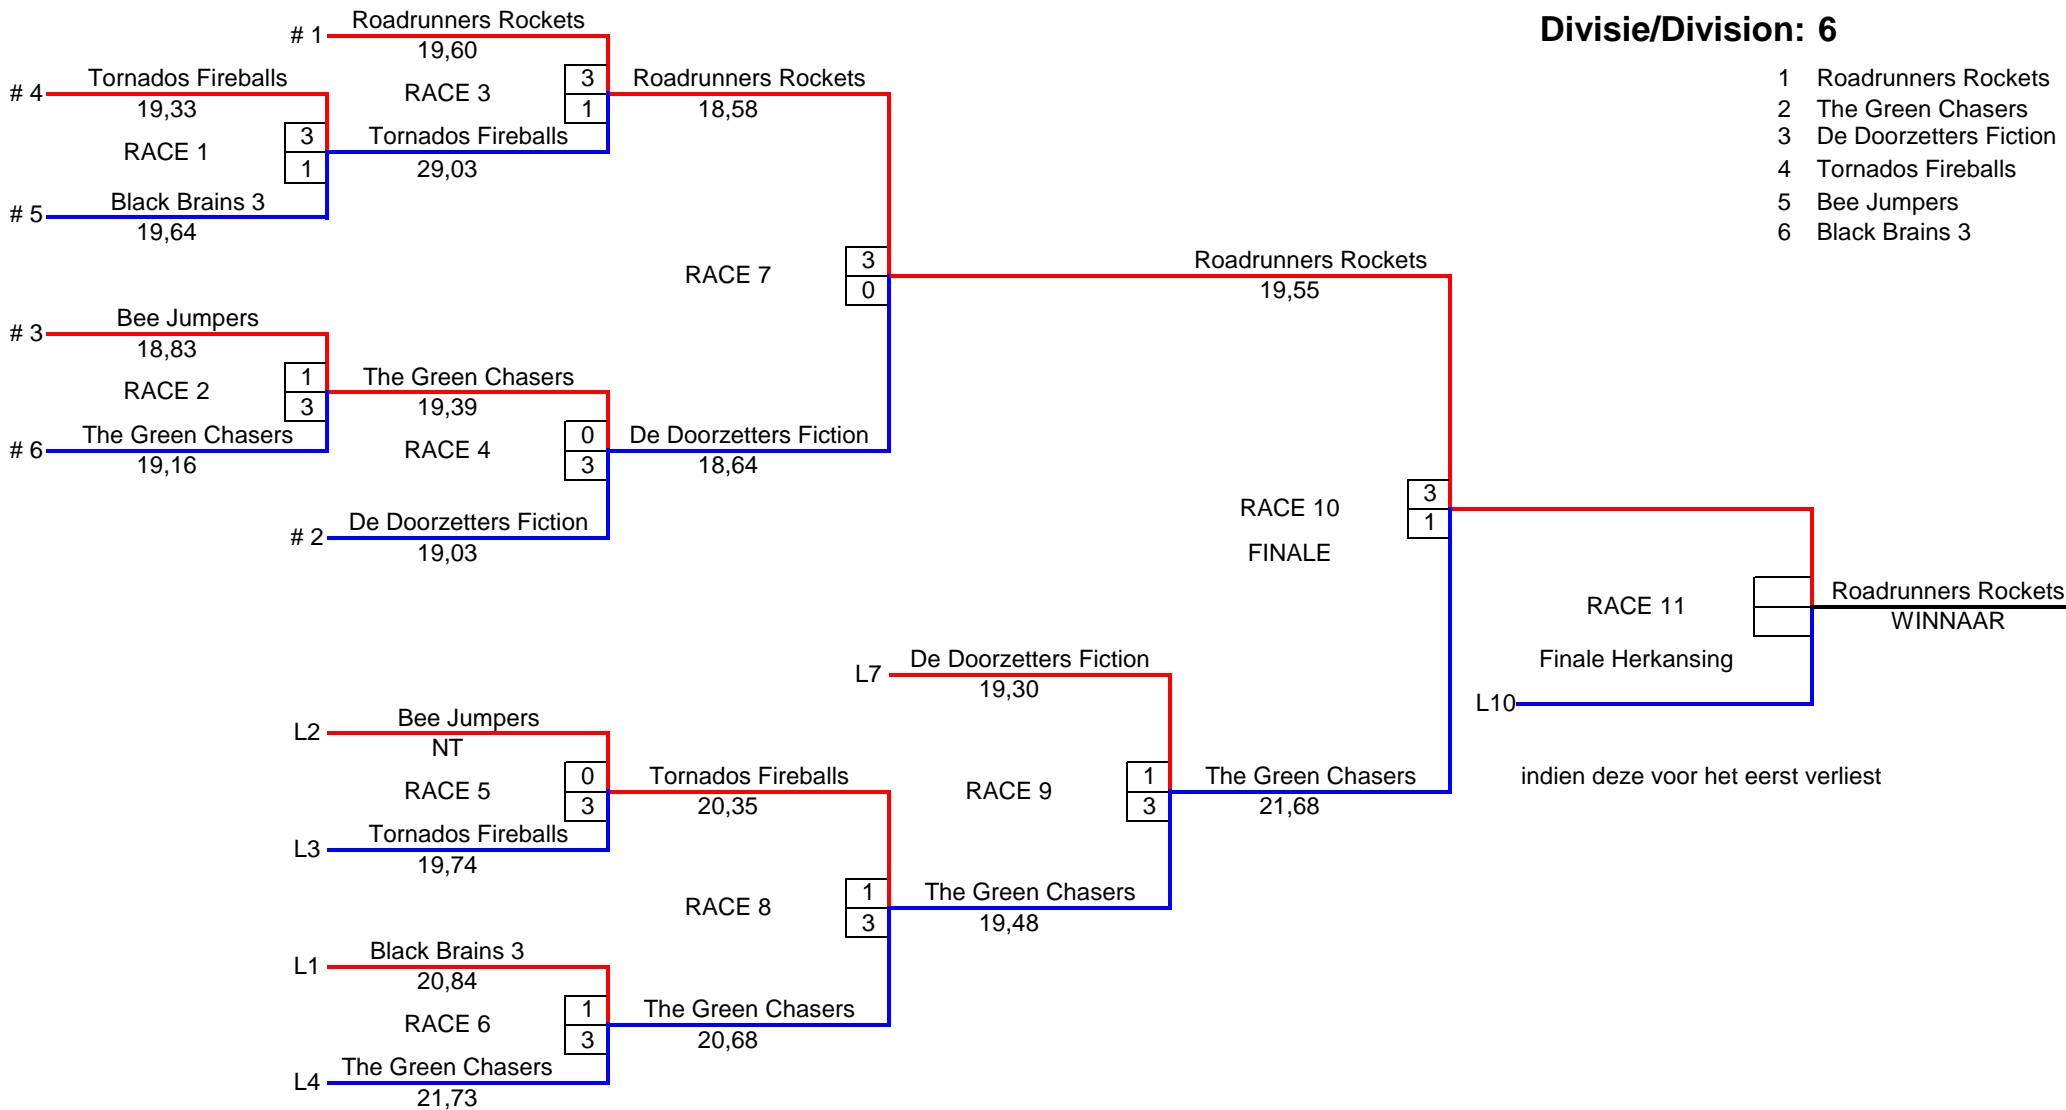 Divisie/Division: 6
1 Roadrunners Rockets
2 The Green Chasers
3 De Doorzetters Fiction
4 Tornados Fireballs
5 Bee Jumpers
6 Black Brains 3
# 1
Roadrunners Rockets
19,60
# 4
Tornados Fireballs
19,33
RACE 1
3
1
# 5
Black Brains 3
19,64
RACE 3
3
1
Tornados Fireballs
29,03
Roadrunners Rockets
18,58
# 3
Bee Jumpers
18,83
RACE 2
1
3
# 6
The Green Chasers
19,16
The Green Chasers
19,39
RACE 4
0
3
# 2
De Doorzetters Fiction
19,03
De Doorzetters Fiction
18,64
RACE 7
3
0
Roadrunners Rockets
19,55
RACE 10
FINALE
3
1
RACE 11
Finale Herkansing
Roadrunners Rockets
WINNAAR
L10
indien deze voor het eerst verliest
L7
De Doorzetters Fiction
19,30
L2
Bee Jumpers
NT
RACE 5
0
3
L3
Tornados Fireballs
19,74
Tornados Fireballs
20,35
RACE 8
1
3
RACE 9
1
3
The Green Chasers
21,68
The Green Chasers
19,48
L1
Black Brains 3
20,84
RACE 6
1
3
L4
The Green Chasers
21,73
The Green Chasers
20,68